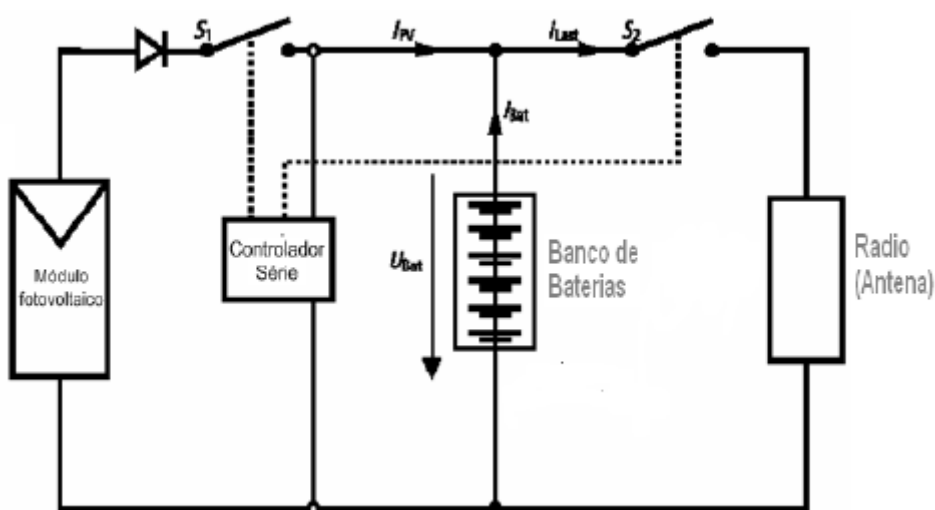 S1
IPV
ILast
S2
IBat
Módulo
fotovoltaico
Controlador
Série
UBat
Banco de
Baterias
Radio
(Antena)